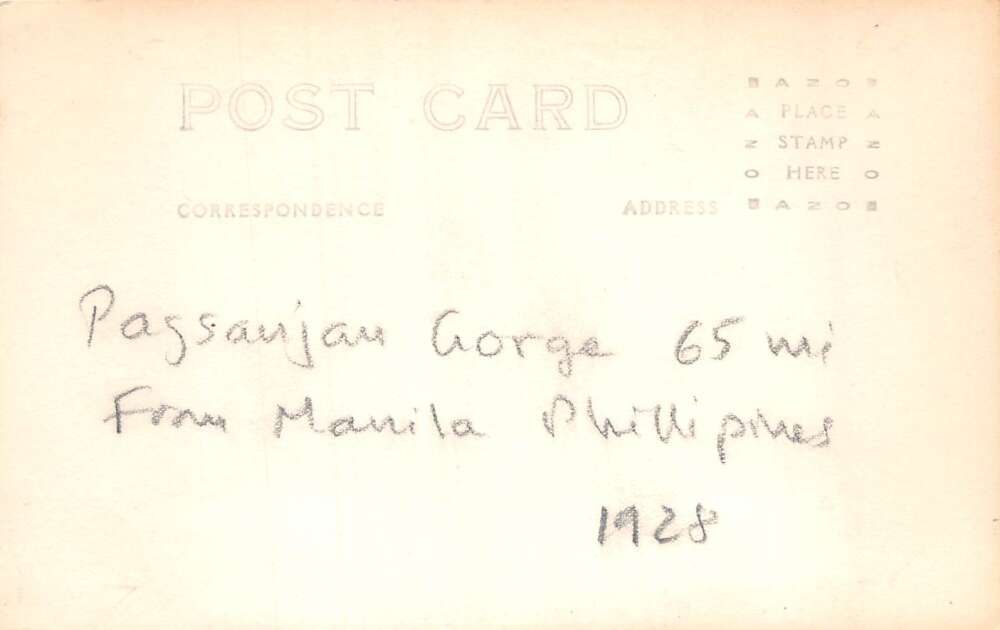 POST CARD
AZO
A PLACE A
Z STAMP Z
O HERE O
AZO
CORRESPONDENCE ADDRESS
Pagsanjan Gorge 65 mi
From Manila Phillipines
1928